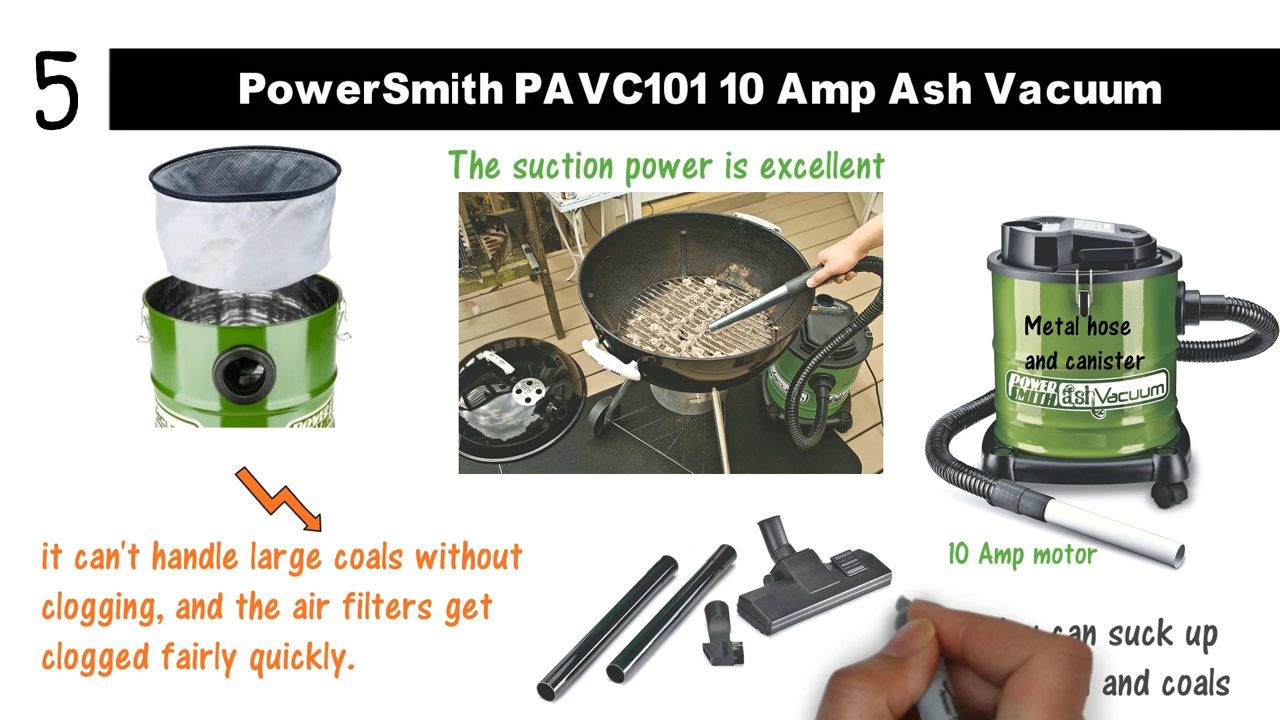 5
PowerSmith PAVC101 10 Amp Ash Vacuum
The suction power is excellent
Metal hose
and canister
POWER SMITH ash Vacuum
10 Amp motor
it can't handle large coals without
clogging, and the air filters get
clogged fairly quickly.
can suck up
and coals